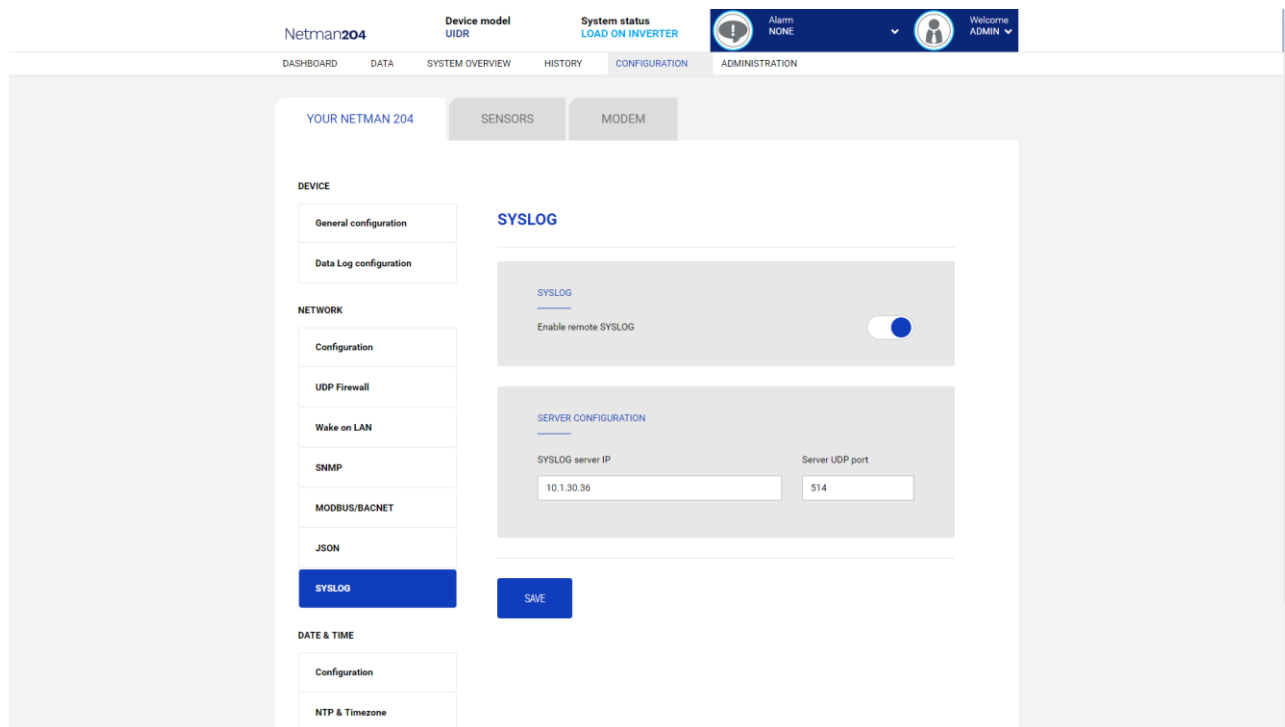 Netman204
Device model
UIDR
System status
LOAD ON INVERTER
Alarm
NONE
Welcome
ADMIN
DASHBOARD DATA SYSTEM OVERVIEW HISTORY CONFIGURATION ADMINISTRATION
YOUR NETMAN 204 SENSORS MODEM
DEVICE
General configuration
Data Log configuration
NETWORK
Configuration
UDP Firewall
Wake on LAN
SNMP
MODBUS/BACNET
JSON
SYSLOG
DATE & TIME
Configuration
NTP & Timezone
SYSLOG
SYSLOG
Enable remote SYSLOG
SERVER CONFIGURATION
SYSLOG server IP Server UDP port
10.1.30.36 514
SAVE